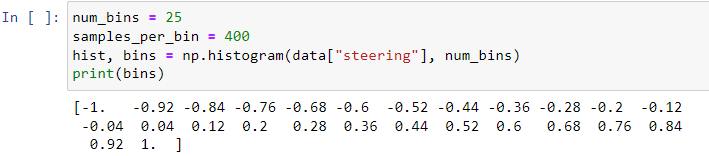 In [ ]: num_bins = 25
samples_per_bin = 400
hist, bins = np.histogram(data["steering"], num_bins)
print(bins)
[-1.   -0.92 -0.84 -0.76 -0.68 -0.6  -0.52 -0.44 -0.36 -0.28 -0.2  -0.12
 -0.04  0.04  0.12  0.2   0.28  0.36  0.44  0.52  0.6   0.68  0.76  0.84
  0.92  1.  ]